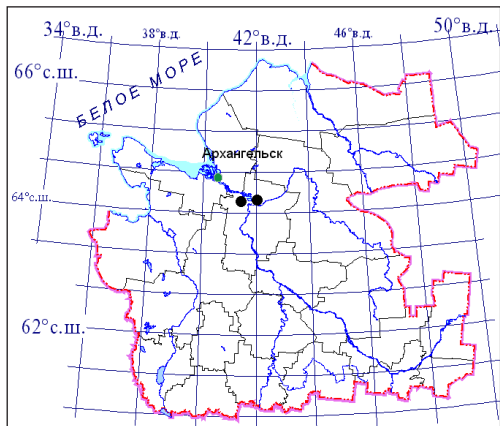 34°в.д.
38°в.д.
42°в.д.
46°в.д.
50°в.д.
66°с.ш.
БЕЛОЕ МОРЕ
Архангельск
64°с.ш.
62°с.ш.